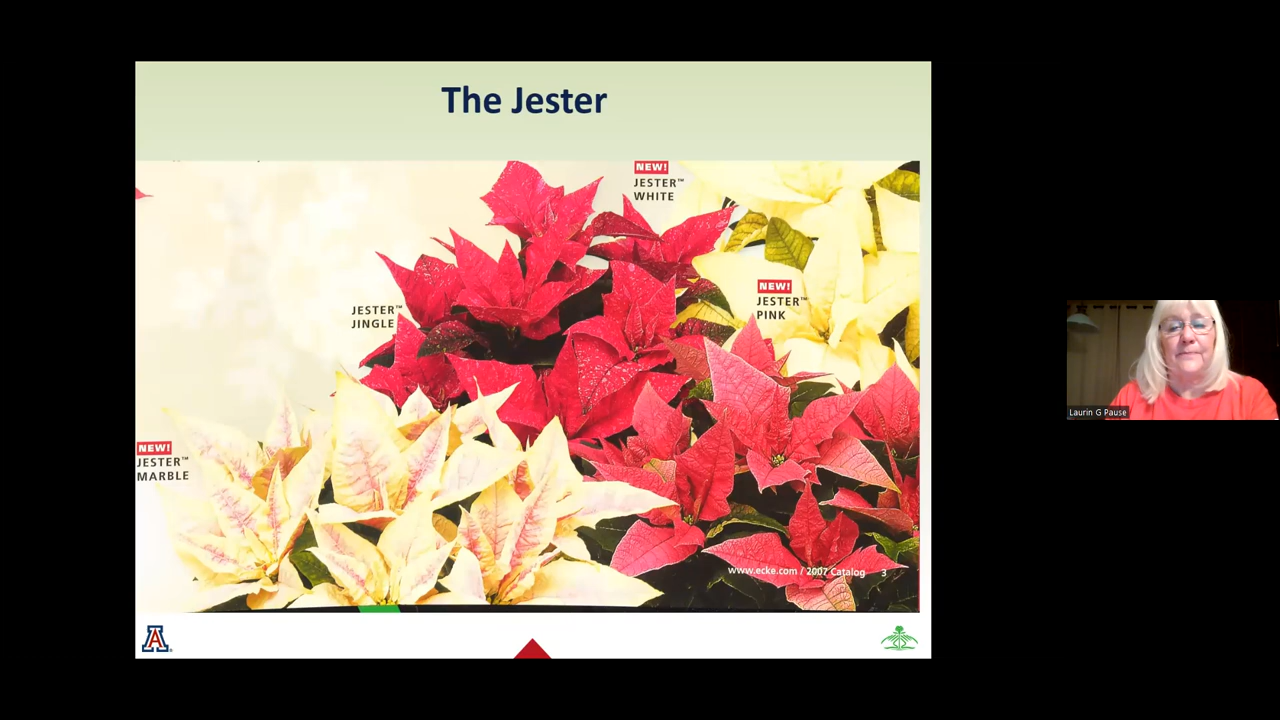 The Jester
NEW!
JESTER™
WHITE
NEW!
JESTER™
PINK
JESTER™
JINGLE
NEW!
JESTER™
MARBLE
www.ecke.com / 2007 Catalog 3
A
Laurin G Pause